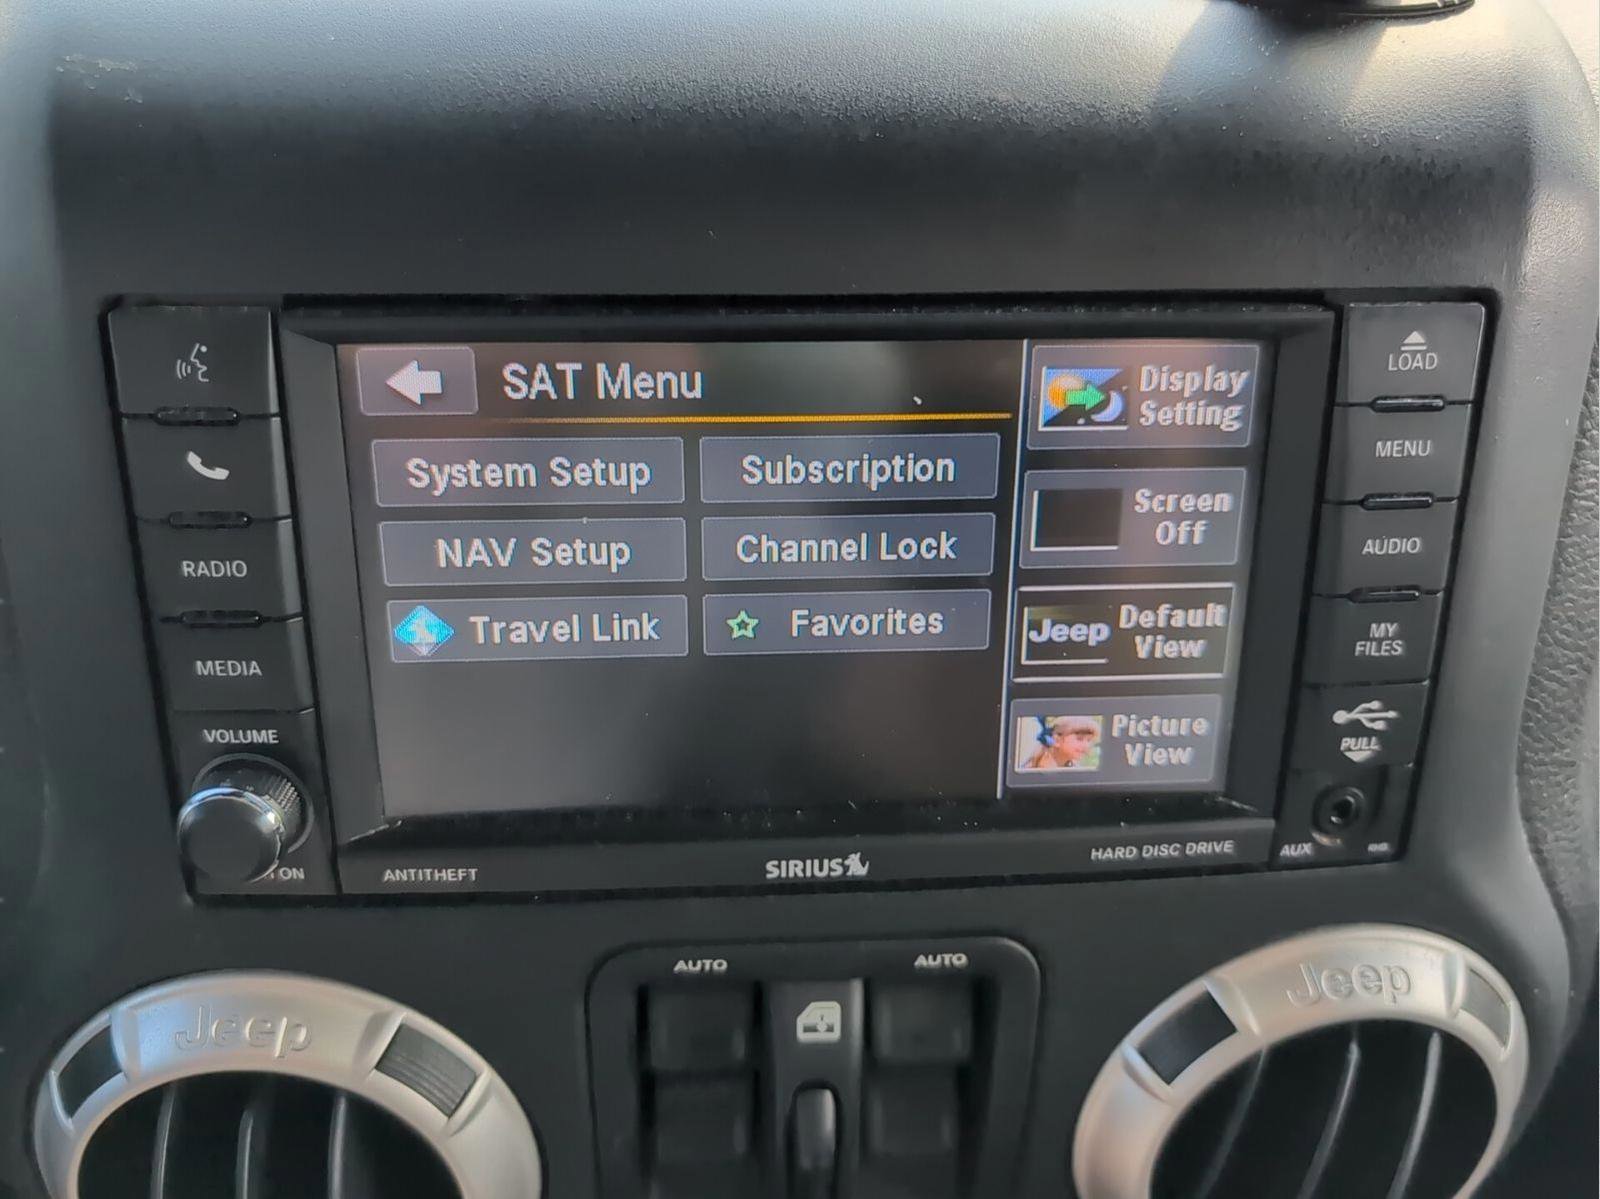 SAT Menu
System Setup
Subscription
NAV Setup
Channel Lock
Travel Link
Favorites
Display
Setting
Screen
Off
Jeep
Default
View
Picture
View
RADIO
MEDIA
VOLUME
ON
LOAD
MENU
AUDIO
MY
FILES
PULL
AUX
RHB
ANTITHEFT
SIRIUS
HARD DISC DRIVE
AUTO
AUTO
Jeep
Jeep